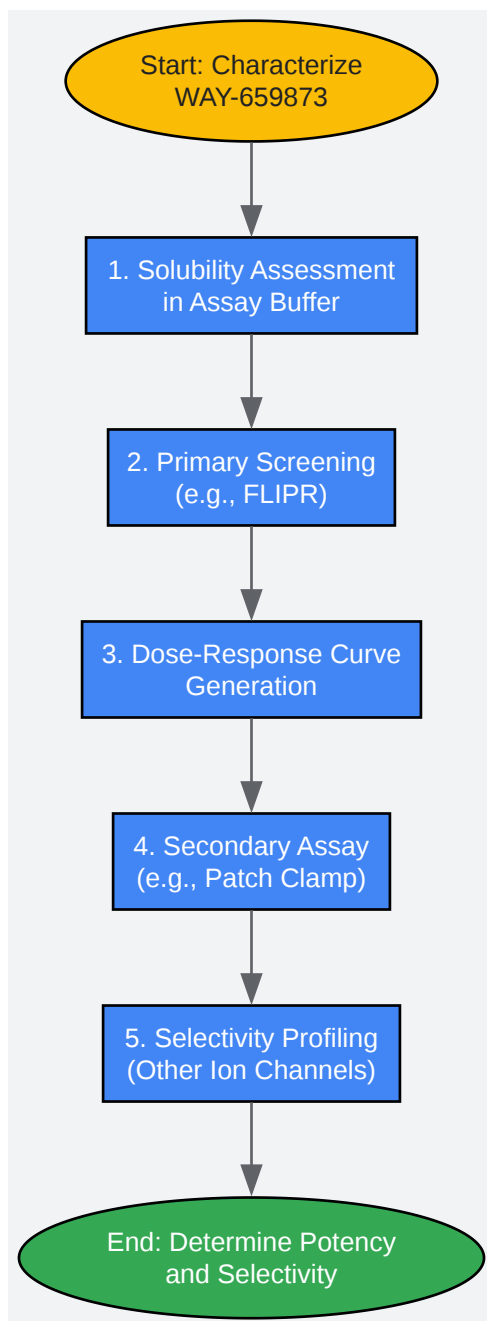 Start: Characterize
WAY-659873
1. Solubility Assessment
in Assay Buffer
2. Primary Screening
(e.g., FLIPR)
3. Dose-Response Curve
Generation
4. Secondary Assay
(e.g., Patch Clamp)
5. Selectivity Profiling
(Other Ion Channels)
End: Determine Potency
and Selectivity